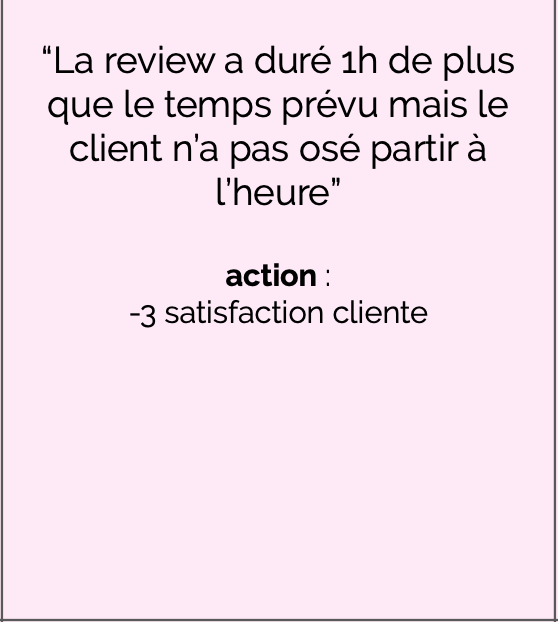 “La review a duré 1h de plus
que le temps prévu mais le
client n’a pas osé partir à
l’heure”
action :
-3 satisfaction cliente